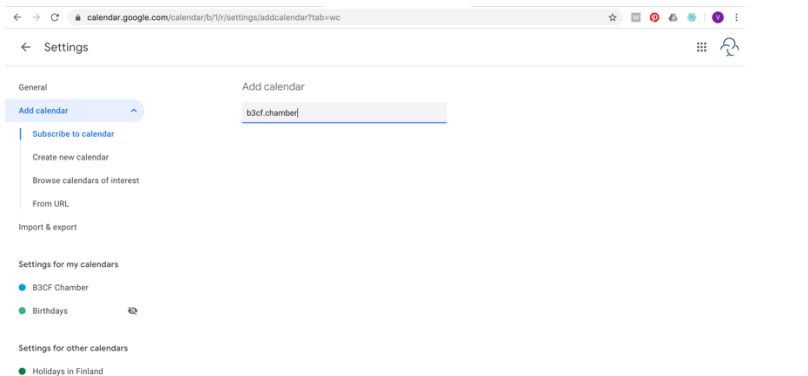 calendar.google.com/calendar/b/1/r/settings/addcalendar?tab=wc
V
Settings
General
Add calendar
Subscribe to calendar
Create new calendar
Browse calendars of interest
From URL
Import & export
Settings for my calendars
B3CF Chamber
Birthdays
Settings for other calendars
Holidays in Finland
Add calendar
b3cf.chamber